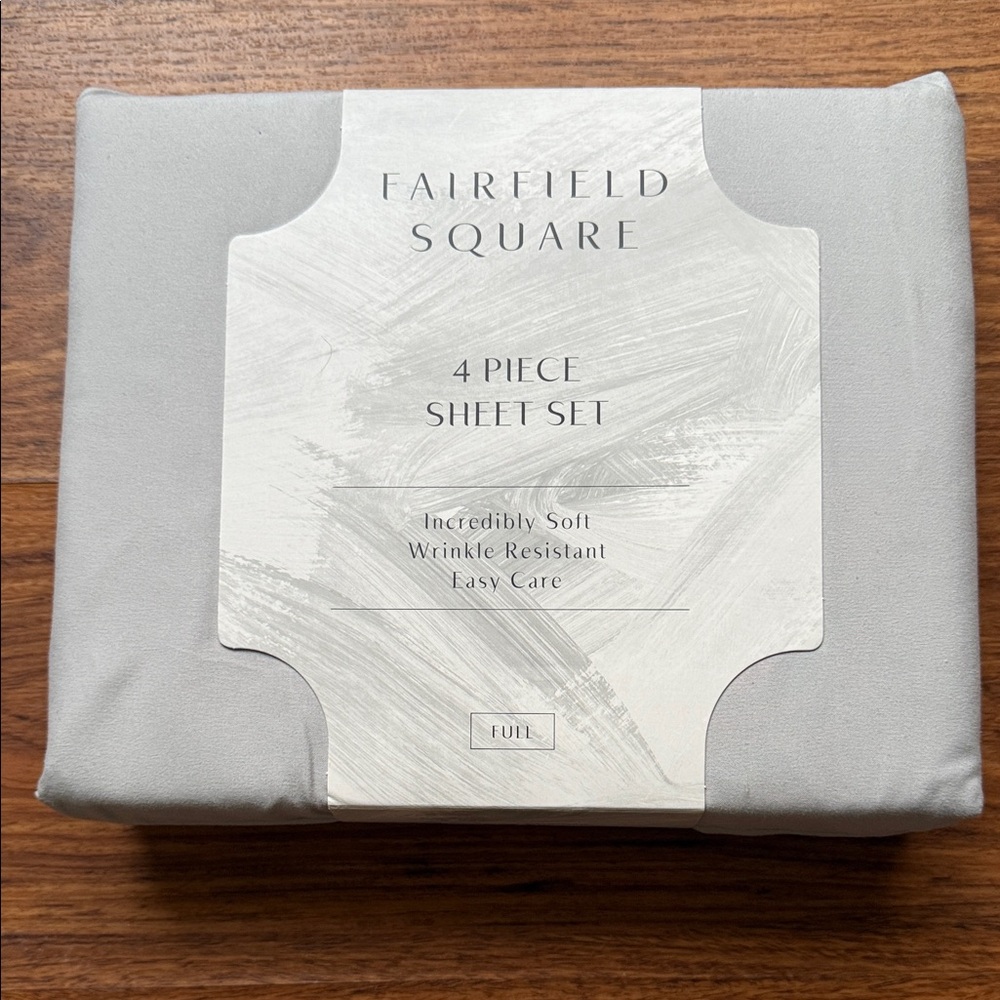 FAIRFIELD
SQUARE
4 PIECE
SHEET SET
Incredibly Soft
Wrinkle Resistant
Easy Care
FULL